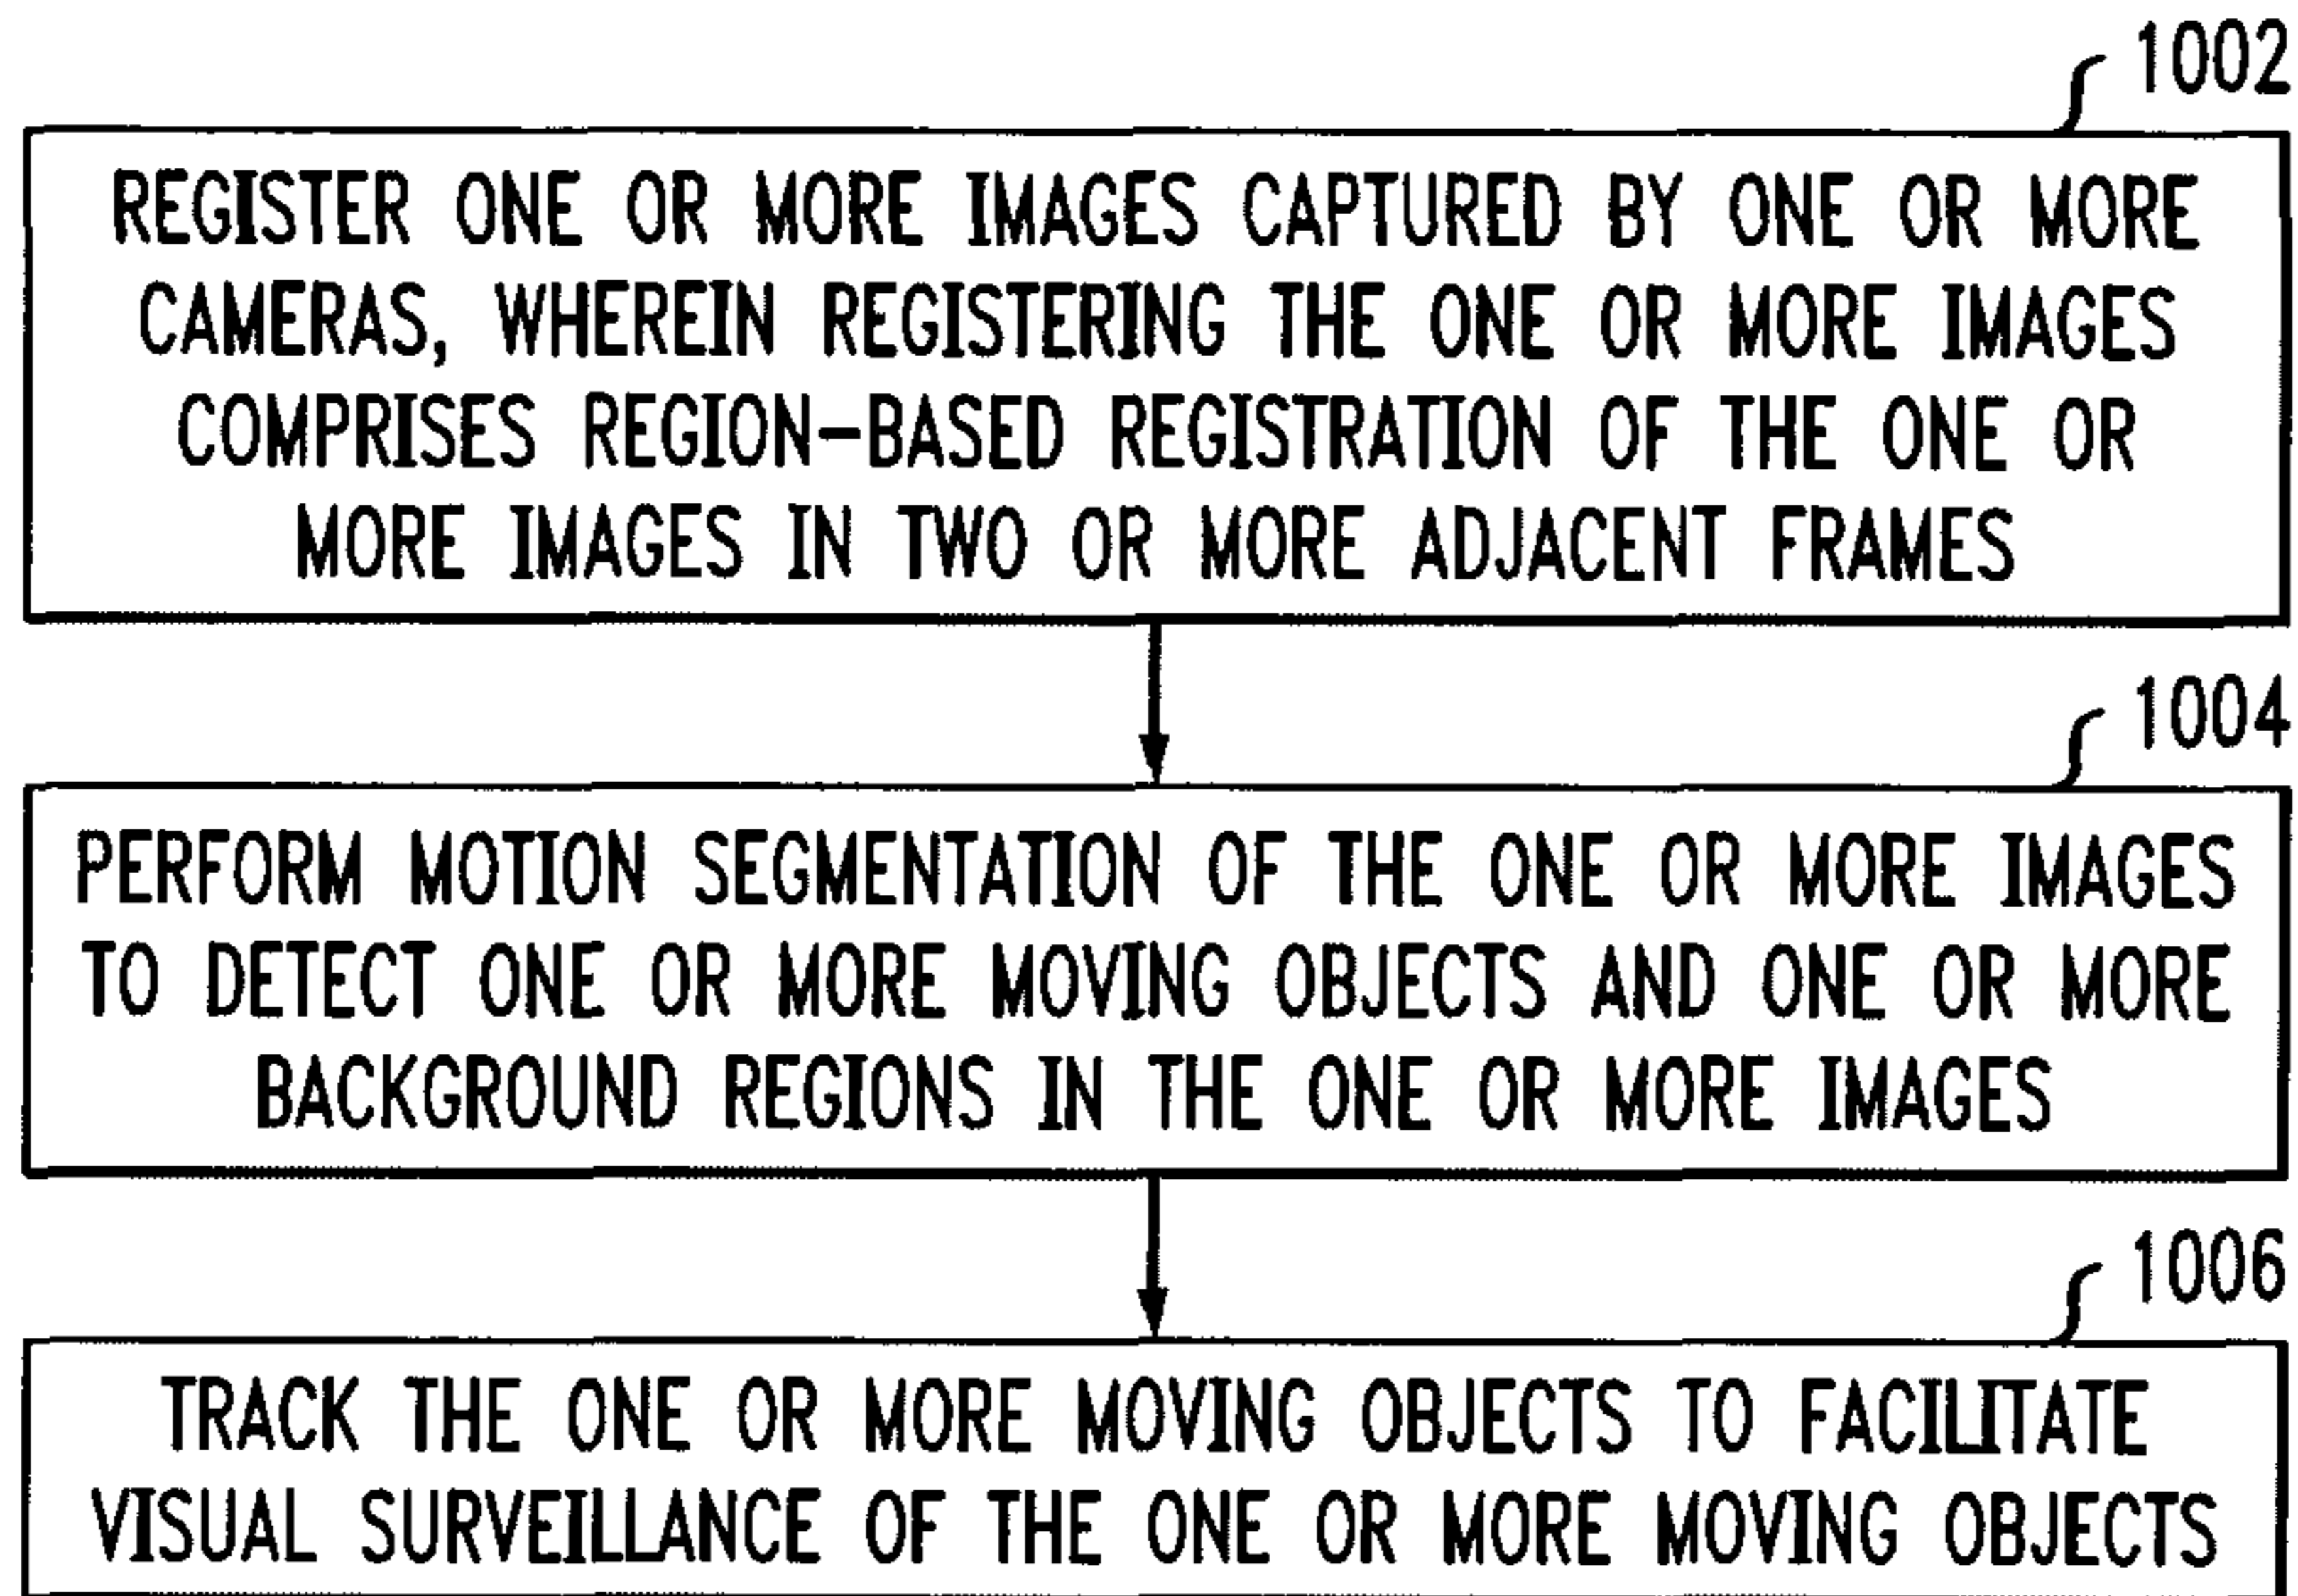 1002
REGISTER ONE OR MORE IMAGES CAPTURED BY ONE OR MORE
CAMERAS, WHEREIN REGISTERING THE ONE OR MORE IMAGES
COMPRISES REGION-BASED REGISTRATION OF THE ONE OR
MORE IMAGES IN TWO OR MORE ADJACENT FRAMES
1004
PERFORM MOTION SEGMENTATION OF THE ONE OR MORE IMAGES
TO DETECT ONE OR MORE MOVING OBJECTS AND ONE OR MORE
BACKGROUND REGIONS IN THE ONE OR MORE IMAGES
1006
TRACK THE ONE OR MORE MOVING OBJECTS TO FACILITATE
VISUAL SURVEILLANCE OF THE ONE OR MORE MOVING OBJECTS